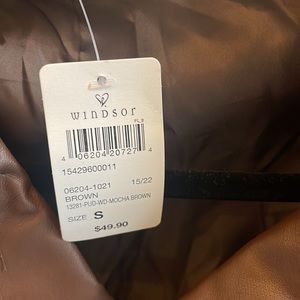 FL_9
WINDSOR
4 06204 20727 4
15429600011
06204-1021 15/22
BROWN
13281-PUD-WD-MOCHA BROWN
SIZE S
$49.90